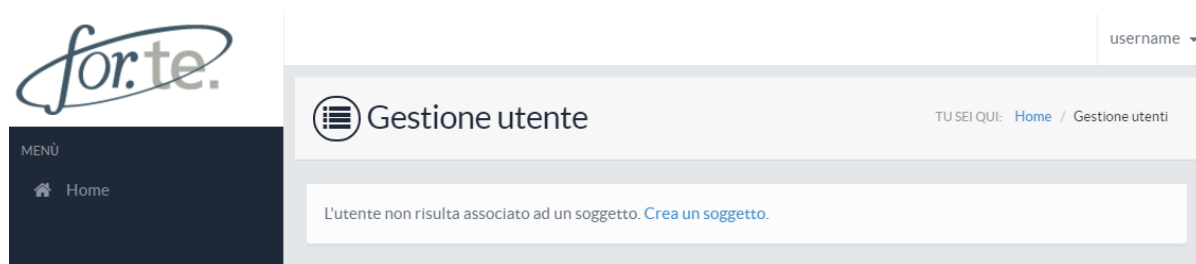 for.te.
username
Gestione utente
TU SEI QUI: Home / Gestione utenti
MENÙ
Home
L'utente non risulta associato ad un soggetto. Crea un soggetto.